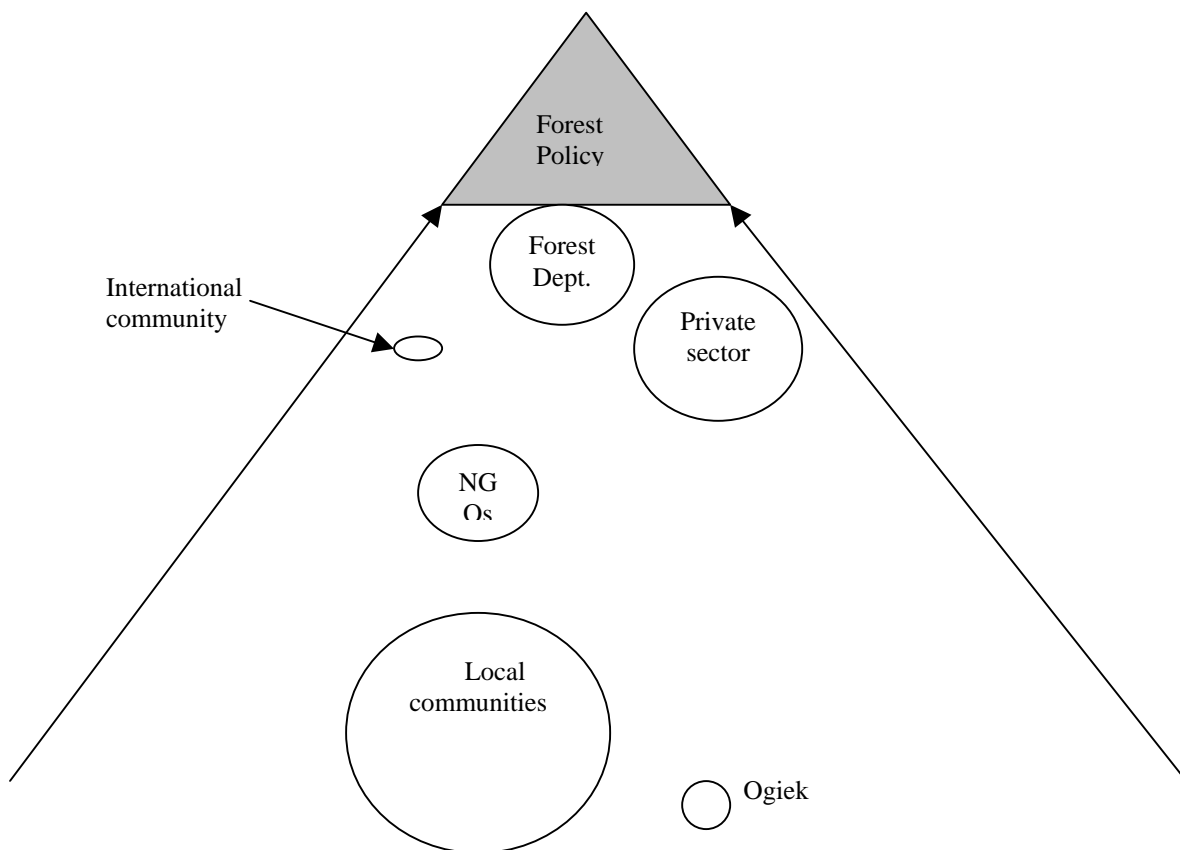 Forest
Policy
Forest
Dept.
International
community
Private
sector
NG
Os
Local
communities
Ogiek